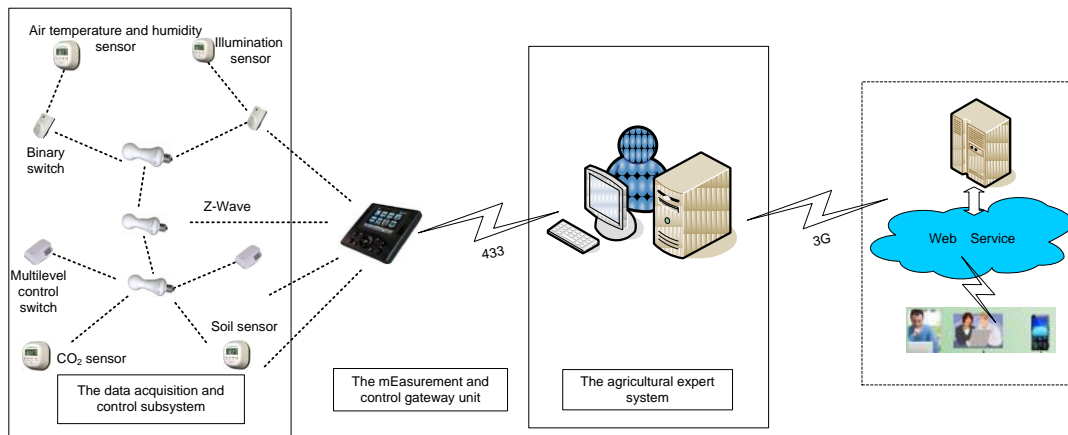 Air temperature and humidity
sensor
Illumination
sensor
Binary
switch
Z-Wave
Multilevel
control
switch
CO₂ sensor
Soil sensor
The data acquisition and
control subsystem
The mEasurement and
control gateway unit
433
The agricultural expert
system
3G
Web Service